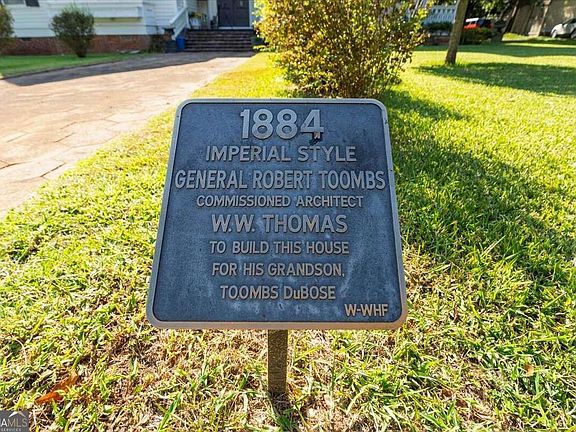 1884
IMPERIAL STYLE
GENERAL ROBERT TOOMBS
COMMISSIONED ARCHITECT
W.W. THOMAS
TO BUILD THIS HOUSE
FOR HIS GRANDSON,
TOOMBS DuBOSE
W-WHF
AMLS